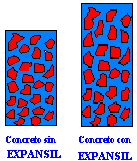 Concreto sin
EXPANSIL
Concreto con
EXPANSIL